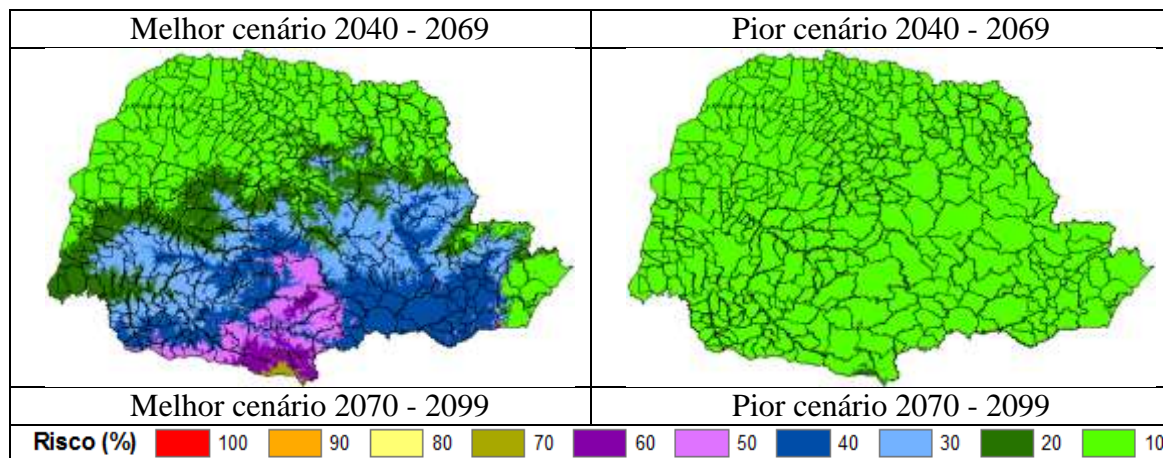 Melhor cenário 2040 - 2069
Pior cenário 2040 - 2069
Melhor cenário 2070 - 2099
Pior cenário 2070 - 2099
Risco (%) 100 90 80 70 60 50 40 30 20 10